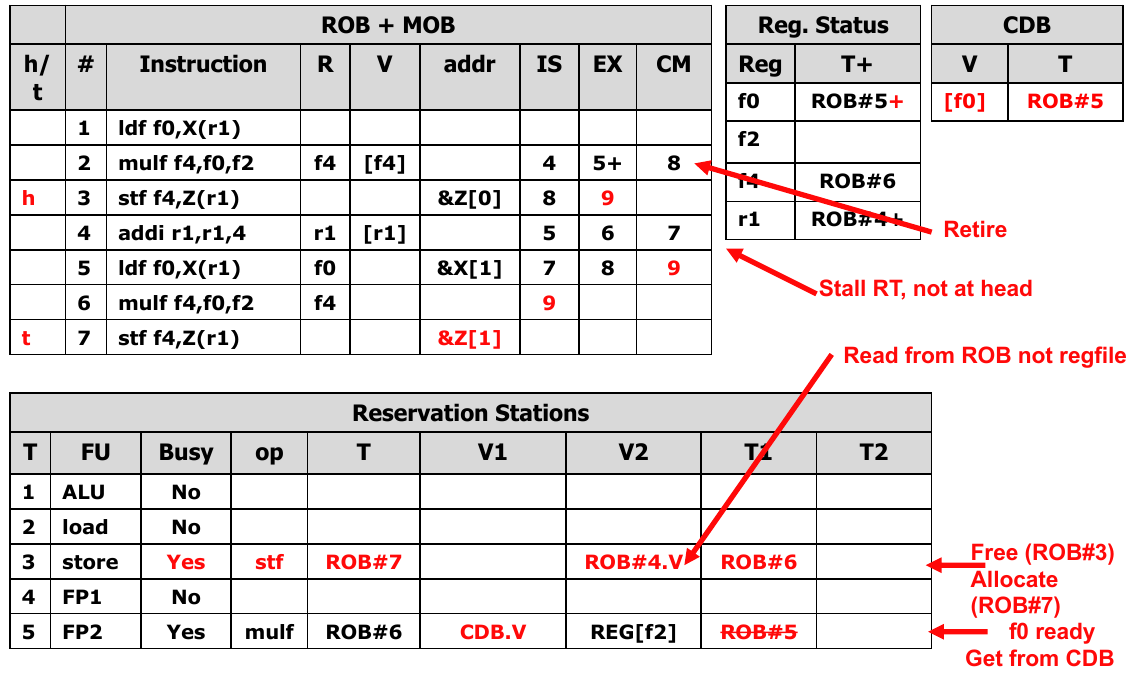 ROB + MOB
h/t # Instruction R V addr IS EX CM
1 ldf f0,X(r1)
2 mulf f4,f0,f2 f4 [f4] 4 5+ 8
h 3 stf f4,Z(r1) &Z[0] 8 9
4 addi r1,r1,4 r1 [r1] 5 6 7
5 ldf f0,X(r1) f0 &X[1] 7 8 9
6 mulf f4,f0,f2 f4 9
t 7 stf f4,Z(r1) &Z[1]
Reg. Status
Reg T+
f0 ROB#5+
f2
f4 ROB#6
r1 ROB#4+
CDB
V T
[f0] ROB#5
Retire
Stall RT, not at head
Read from ROB not regfile
Reservation Stations
T FU Busy op T V1 V2 T1 T2
1 ALU No
2 load No
3 store Yes stf ROB#7 ROB#4.V ROB#6
4 FP1 No
5 FP2 Yes mulf ROB#6 CDB.V REG[f2] ROB#5
Free (ROB#3)
Allocate
(ROB#7)
f0 ready
Get from CDB